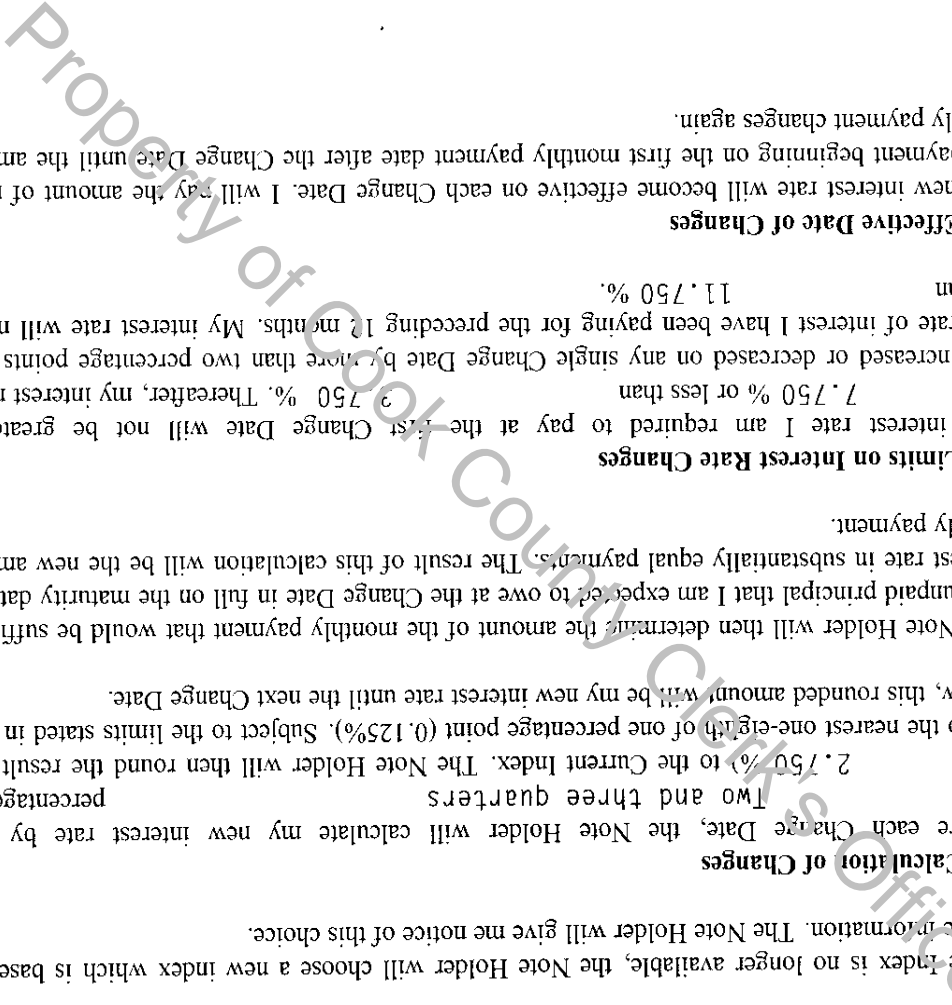 e Index is no longer available, the Note Holder will choose a new index which is base
e information. The Note Holder will give me notice of this choice.
Calculation of Changes
re each Change Date, the Note Holder will calculate my new interest rate by
Two and three quarters percentage
2.750 %) to the Current Index. The Note Holder will then round the result
o the nearest one-eighth of one percentage point (0.125%). Subject to the limits stated in
w, this rounded amount will be my new interest rate until the next Change Date.
Note Holder will then determine the amount of the monthly payment that would be suffi
unpaid principal that I am expected to owe at the Change Date in full on the maturity dat
est rate in substantially equal payments. The result of this calculation will be the new am
ly payment.
Limits on Interest Rate Changes
interest rate I am required to pay at the first Change Date will not be greate
7.750 % or less than 3.750 %. Thereafter, my interest r
ncreased or decreased on any single Change Date by more than two percentage points
rate of interest I have been paying for the preceding 12 months. My interest rate will n
an 11.750 %.
Effective Date of Changes
new interest rate will become effective on each Change Date. I will pay the amount of
payment beginning on the first monthly payment date after the Change Date until the am
ly payment changes again.
Property of Cook County Clerk's Office